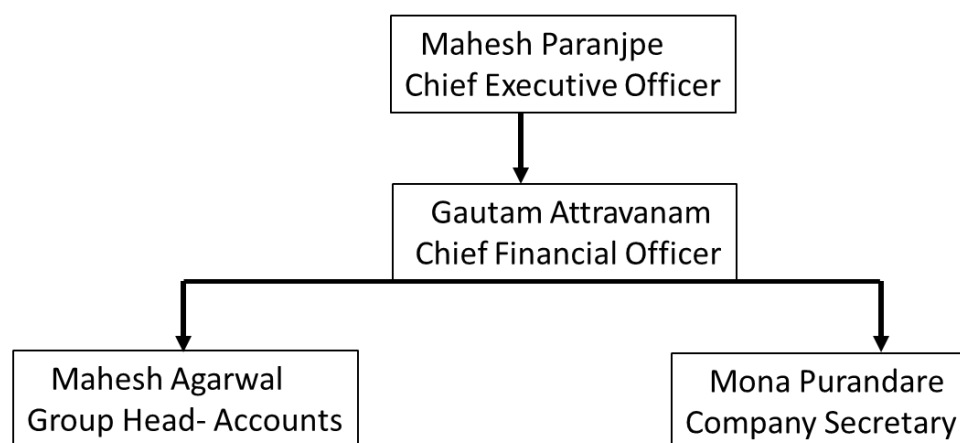 Mahesh Paranjpe
Chief Executive Officer
Gautam Attravanam
Chief Financial Officer
Mahesh Agarwal
Group Head- Accounts
Mona Purandare
Company Secretary